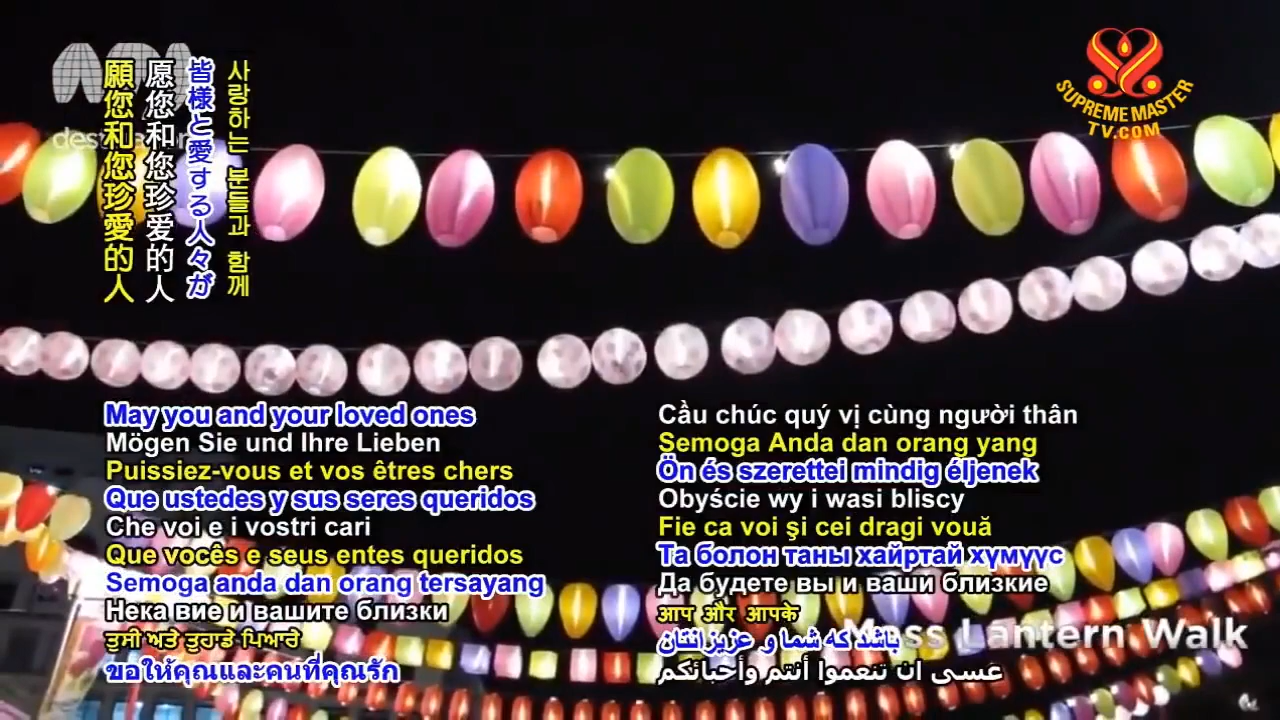 願您和您珍愛的人
愿您和您珍爱的人
皆様と愛する人々が
사랑하는 분들과 함께
SUPREME MASTER
TV.COM
May you and your loved ones
Mögen Sie und Ihre Lieben
Puissiez-vous et vos êtres chers
Que ustedes y sus seres queridos
Che voi e i vostri cari
Que vocês e seus entes queridos
Semoga anda dan orang tersayang
Нека вие и вашите близки
ਤੁਸੀ ਅਤੇ ਤੁਹਾਡੇ ਪਿਆਰੇ
ขอให้คุณและคนที่คุณรัก
Cầu chúc quý vị cùng người thân
Semoga Anda dan orang yang
Ön és szerettei mindig éljenek
Obyście wy i wasi bliscy
Fie ca voi şi cei dragi vouă
Та болон таны хайртай хүмүүс
Да будете вы и ваши близкие
आप और आपके
باشد که شما و عزیزانتان
عسى ان تنعموا أنتم وأحبائكم
Lantern Walk